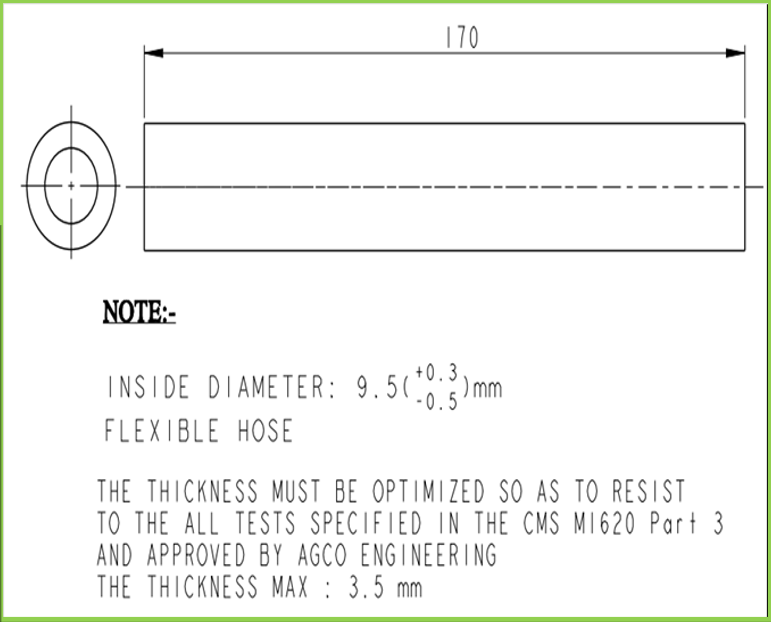 170
NOTE:-
INSIDE DIAMETER: 9.5(+0.3 -0.5)mm
FLEXIBLE HOSE
THE THICKNESS MUST BE OPTIMIZED SO AS TO RESIST
TO THE ALL TESTS SPECIFIED IN THE CMS M1620 Part 3
AND APPROVED BY AGCO ENGINEERING
THE THICKNESS MAX : 3.5 mm